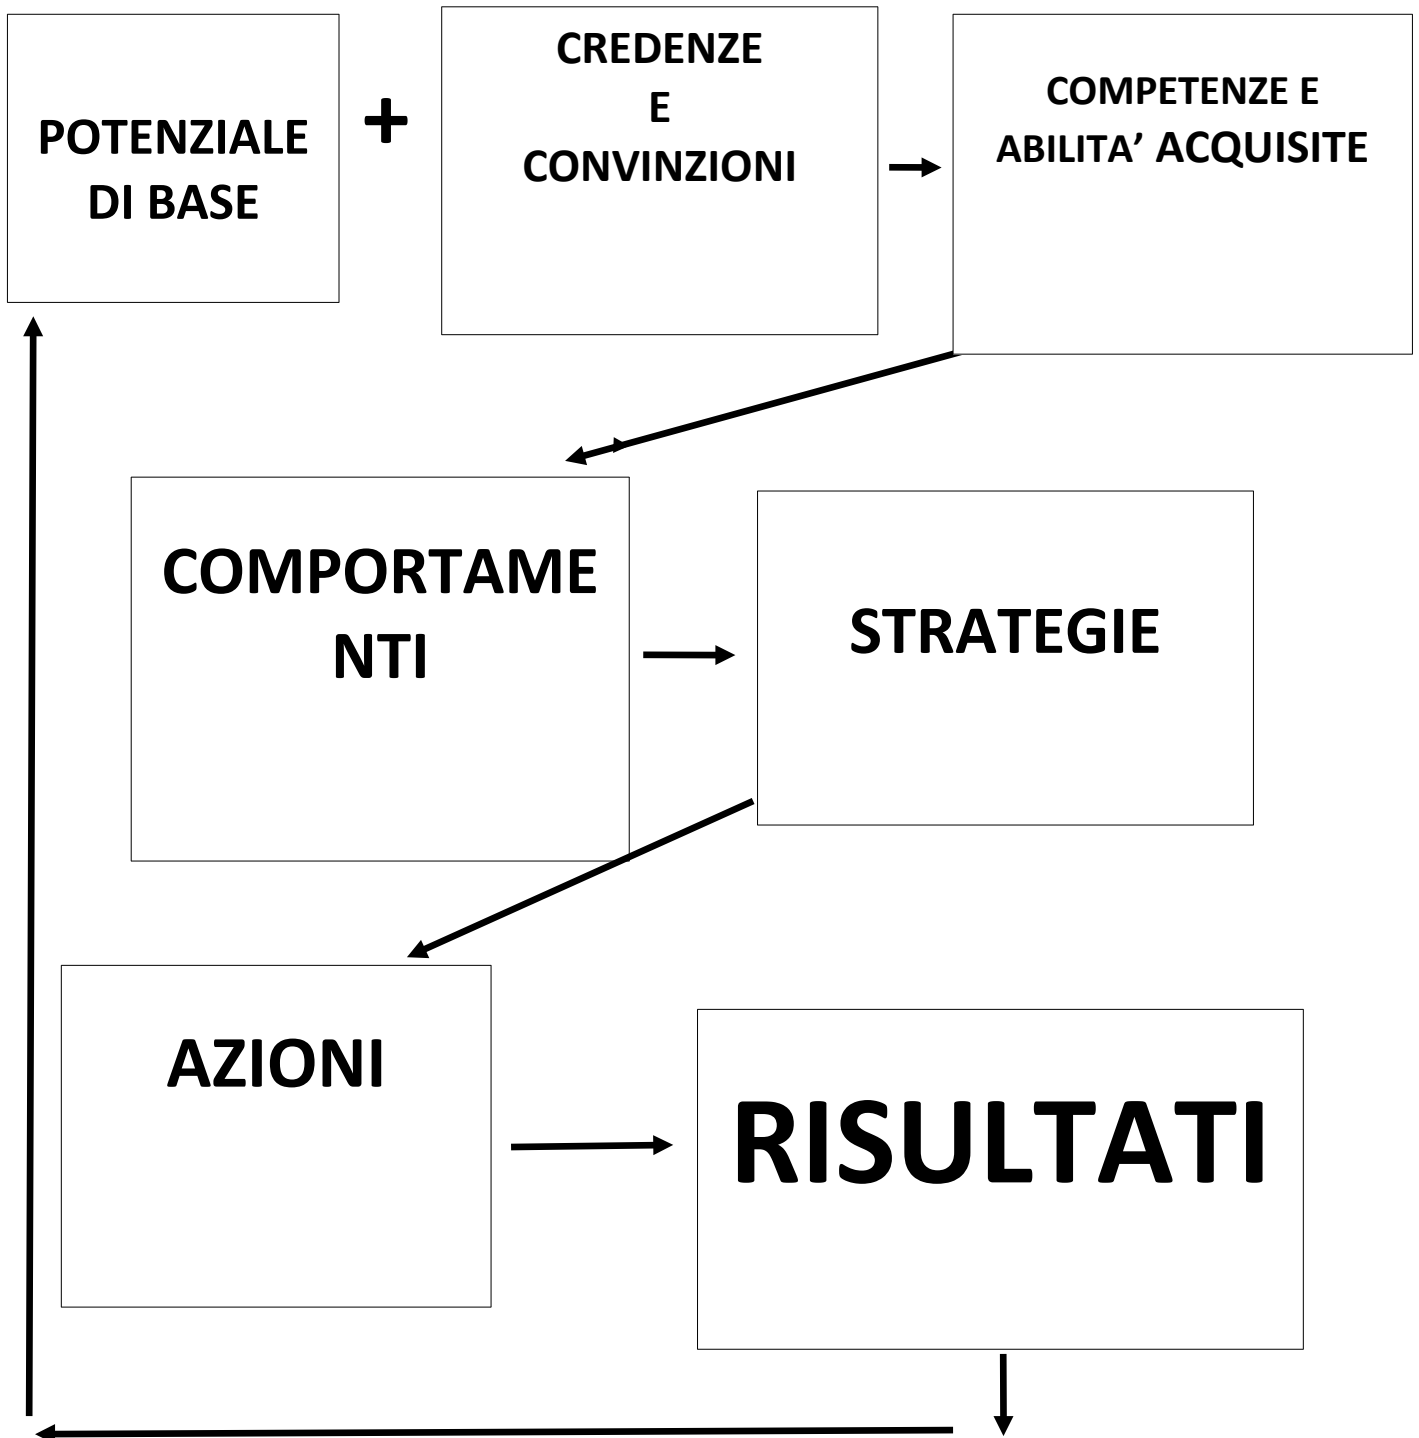 POTENZIALE
DI BASE
+
CREDENZE
E
CONVINZIONI
COMPETENZE E
ABILITA’ ACQUISITE
COMPORTAME
NTI
STRATEGIE
AZIONI
RISULTATI